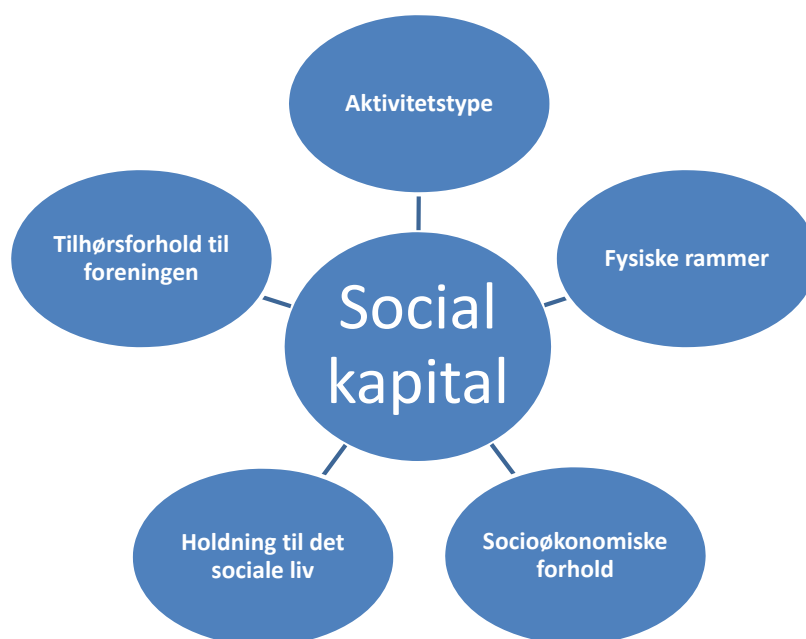 Aktivitetstype
Tilhørsforhold til
foreningen
Fysiske rammer
Social
kapital
Holdning til det
sociale liv
Socioøkonomiske
forhold